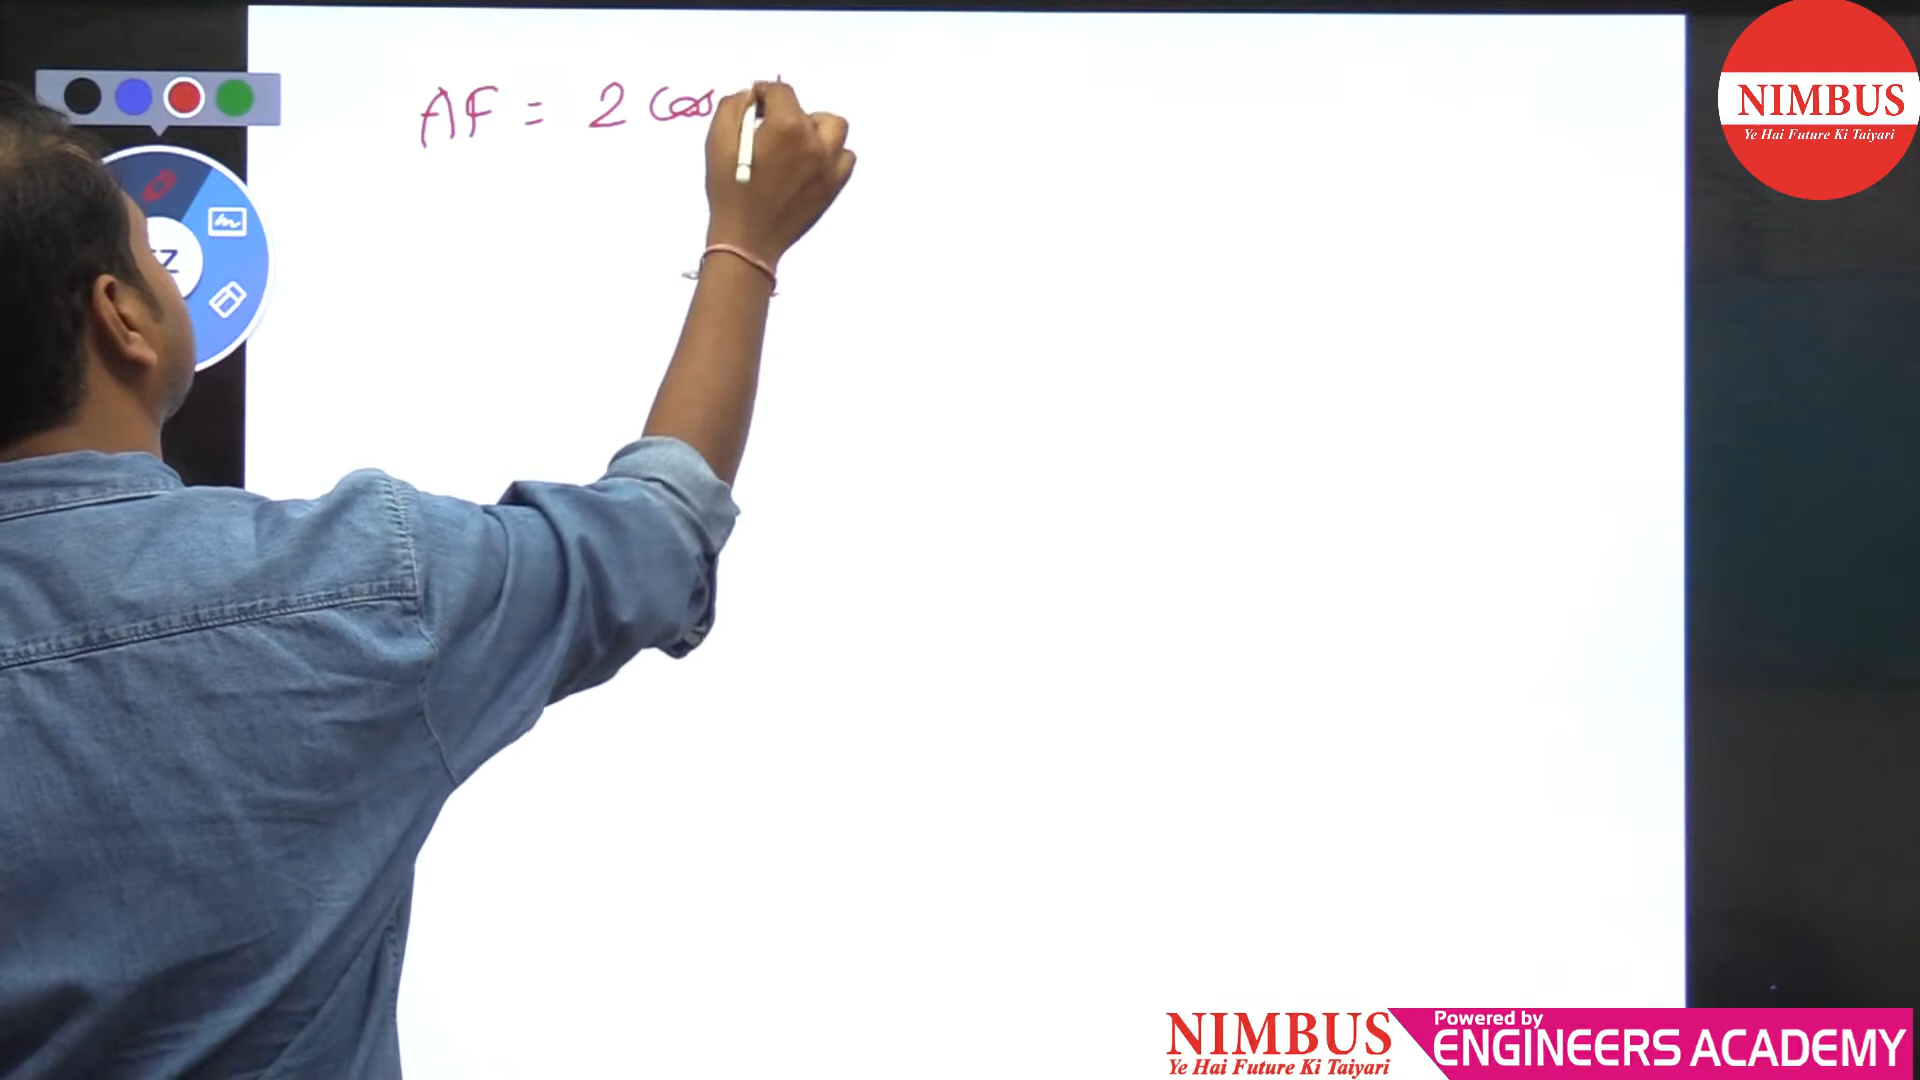 AF = 2 cos
NIMBUS
Ye Hai Future Ki Taiyari
NIMBUS
Ye Hai Future Ki Taiyari
Powered by
ENGINEERS ACADEMY